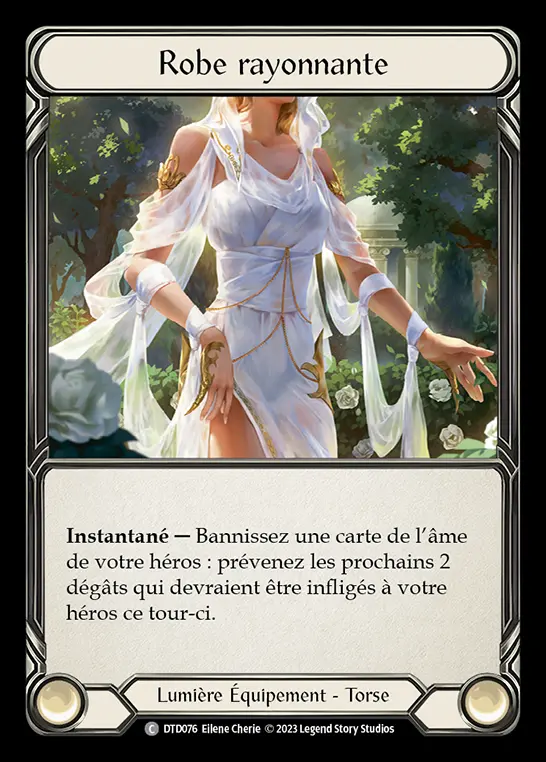 Robe rayonnante
Instantané — Bannissez une carte de l'âme
de votre héros : prévenez les prochains 2
dégâts qui devraient être infligés à votre
héros ce tour-ci.
Lumière Équipement - Torse
C DTD076 Eilene Cherie © 2023 Legend Story Studios